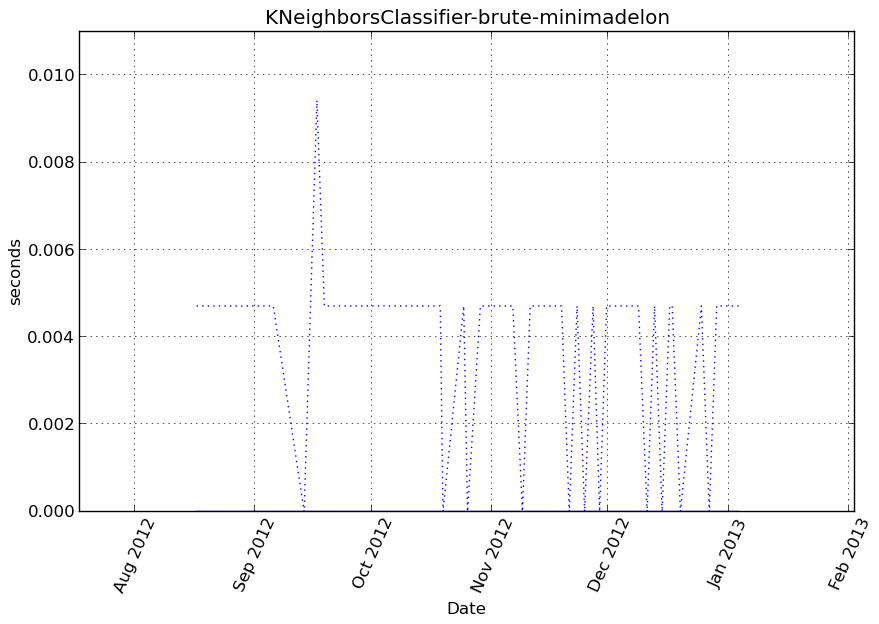 KNeighborsClassifier-brute-minimadelon
0.010
0.008
0.006
0.004
0.002
0.000
seconds
Aug 2012
Sep 2012
Oct 2012
Nov 2012
Dec 2012
Jan 2013
Feb 2013
Date